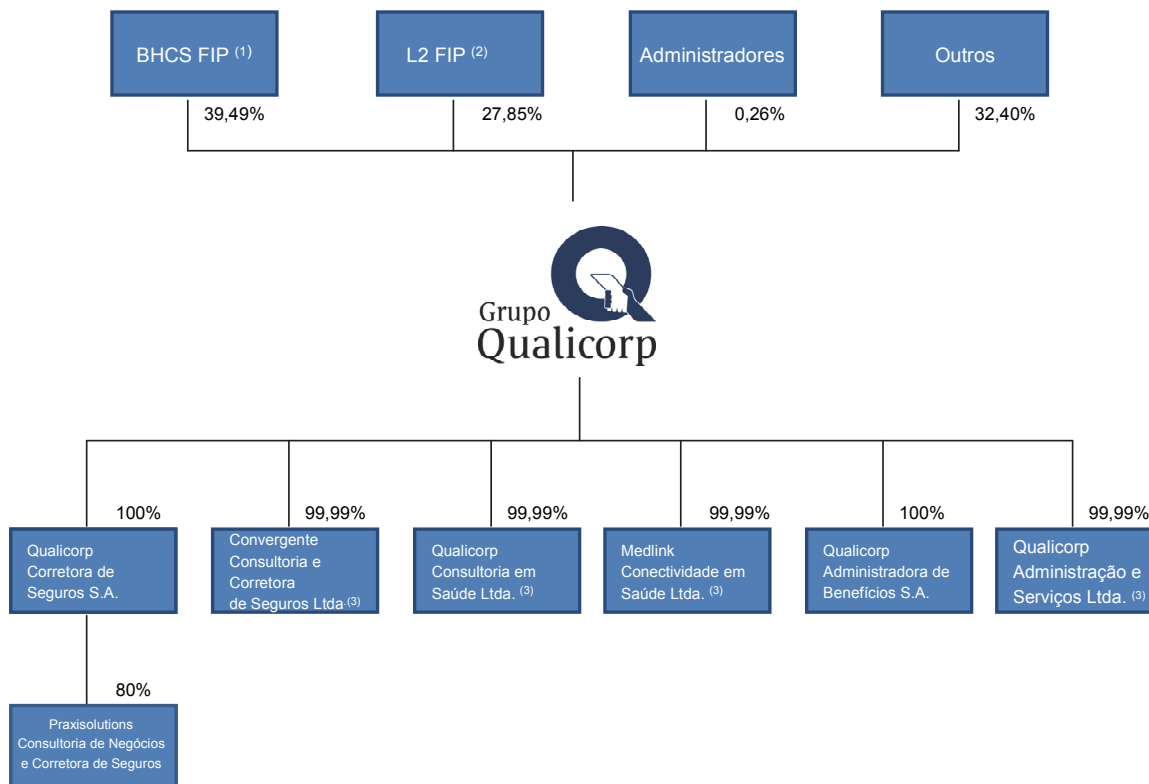 BHCS FIP (1)
L2 FIP (2)
Administradores
Outros
39,49%
27,85%
0,26%
32,40%
Grupo
Qualicorp
100%
99,99%
99,99%
99,99%
100%
99,99%
Qualicorp
Corretora de
Seguros S.A.
Convergente
Consultoria e
Corretora
de Seguros Ltda.(3)
Qualicorp
Consultoria em
Saúde Ltda. (3)
Medlink
Conectividade em
Saúde Ltda. (3)
Qualicorp
Administradora de
Benefícios S.A.
Qualicorp
Administração e
Serviços Ltda. (3)
80%
Praxisolutions
Consultoria de Negócios
e Corretora de Seguros